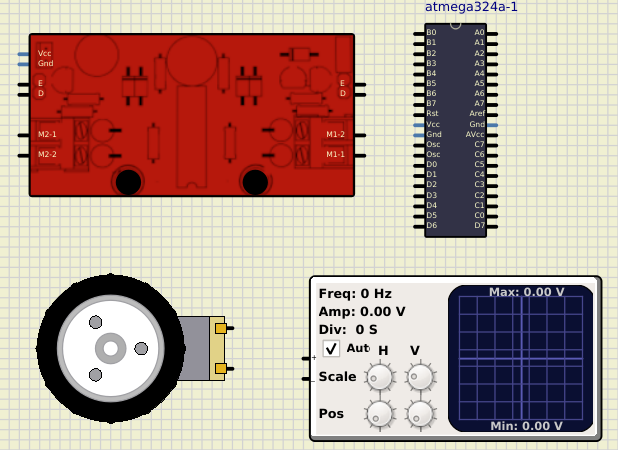 atmega324a-1
Vcc
Gnd
E
D
M2-1
M2-2
E
D
M1-2
M1-1
B0 A0
B1 A1
B2 A2
B3 A3
B4 A4
B5 A5
B6 A6
B7 A7
Rst Aref
Vcc Gnd
Gnd AVcc
Osc C7
Osc C6
D0 C5
D1 C4
D2 C3
D3 C2
D4 C1
D5 C0
D6 D7
Freq: 0 Hz
Amp: 0.00 V
Div: 0 S
Aut H V
+
-
Scale
Pos
Max: 0.00 V
Min: 0.00 V